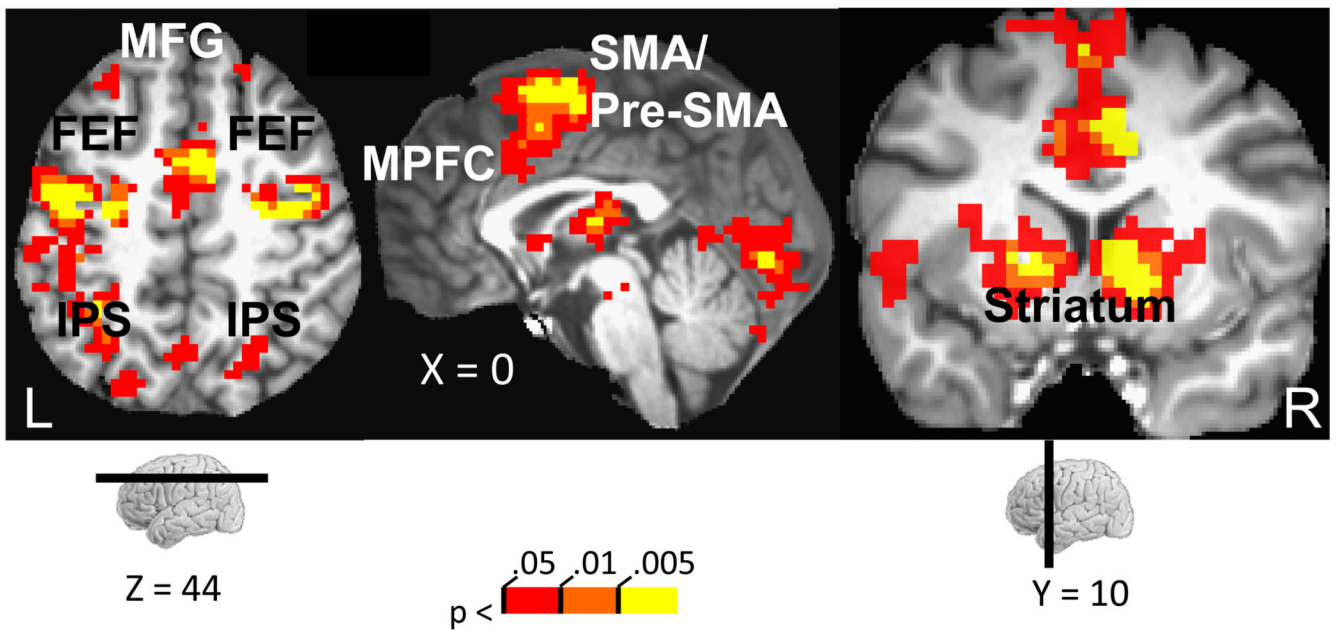 MFG
FEF FEF
IPS IPS
L
SMA/
Pre-SMA
MPFC
X = 0
Striatum
R
Z = 44
.05 .01 .005
p <
Y = 10